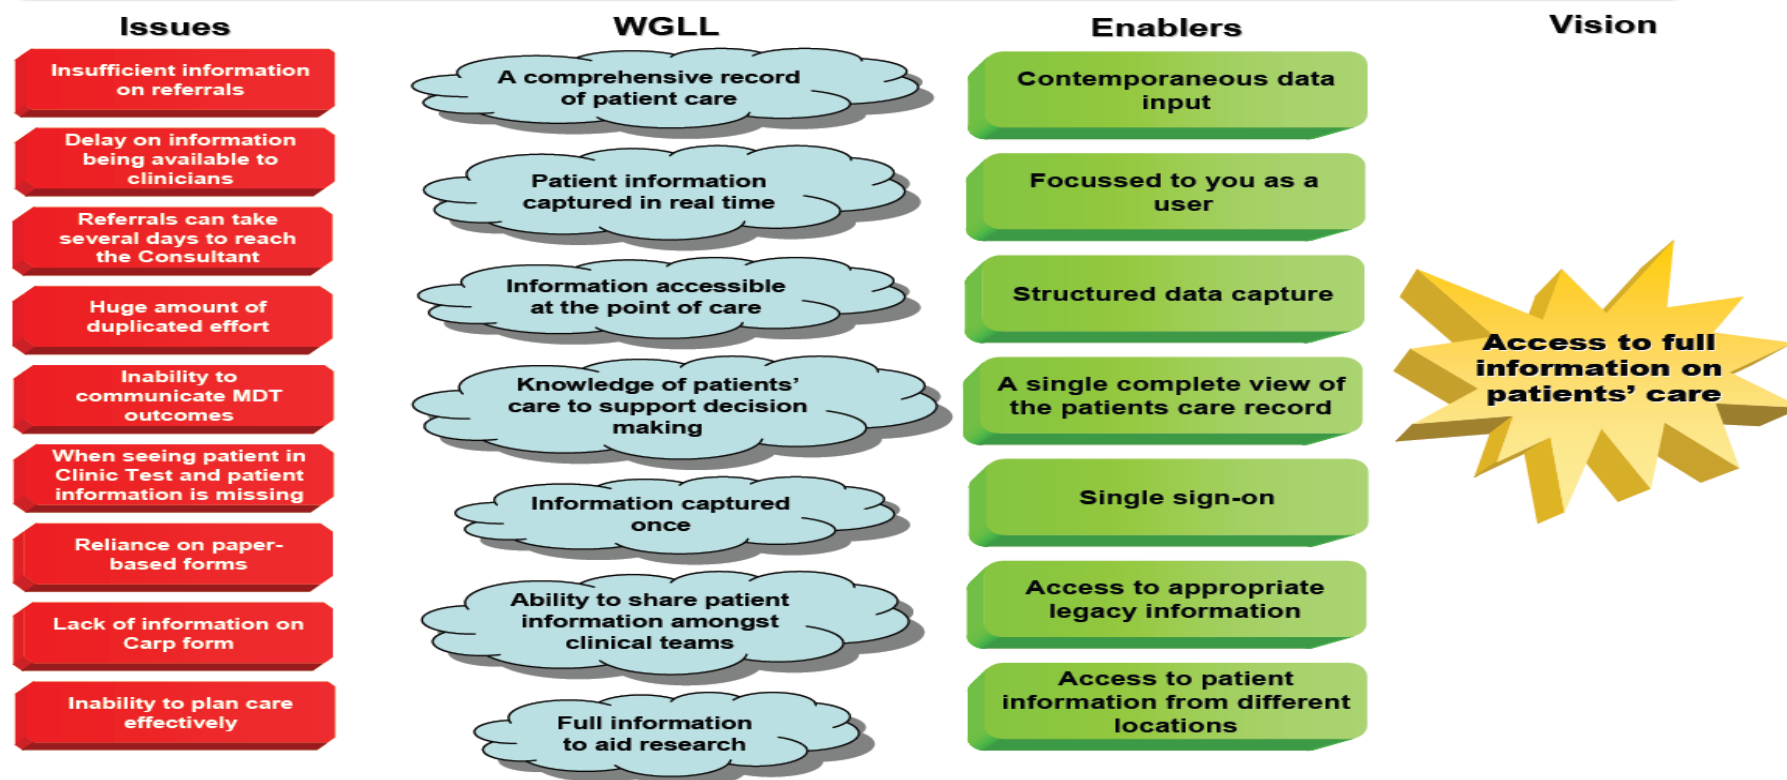 Issues
Insufficient information
on referrals
Delay on information
being available to
clinicians
Referrals can take
several days to reach
the Consultant
Huge amount of
duplicated effort
Inability to
communicate MDT
outcomes
When seeing patient in
Clinic Test and patient
information is missing
Reliance on paper-
based forms
Lack of information on
Carp form
Inability to plan care
effectively
WGLL
A comprehensive record
of patient care
Patient information
captured in real time
Information accessible
at the point of care
Knowledge of patients’
care to support decision
making
Information captured
once
Ability to share patient
information amongst
clinical teams
Full information
to aid research
Enablers
Contemporaneous data
input
Focussed to you as a
user
Structured data capture
A single complete view of
the patients care record
Single sign-on
Access to appropriate
legacy information
Access to patient
information from different
locations
Vision
Access to full
information on
patients’ care